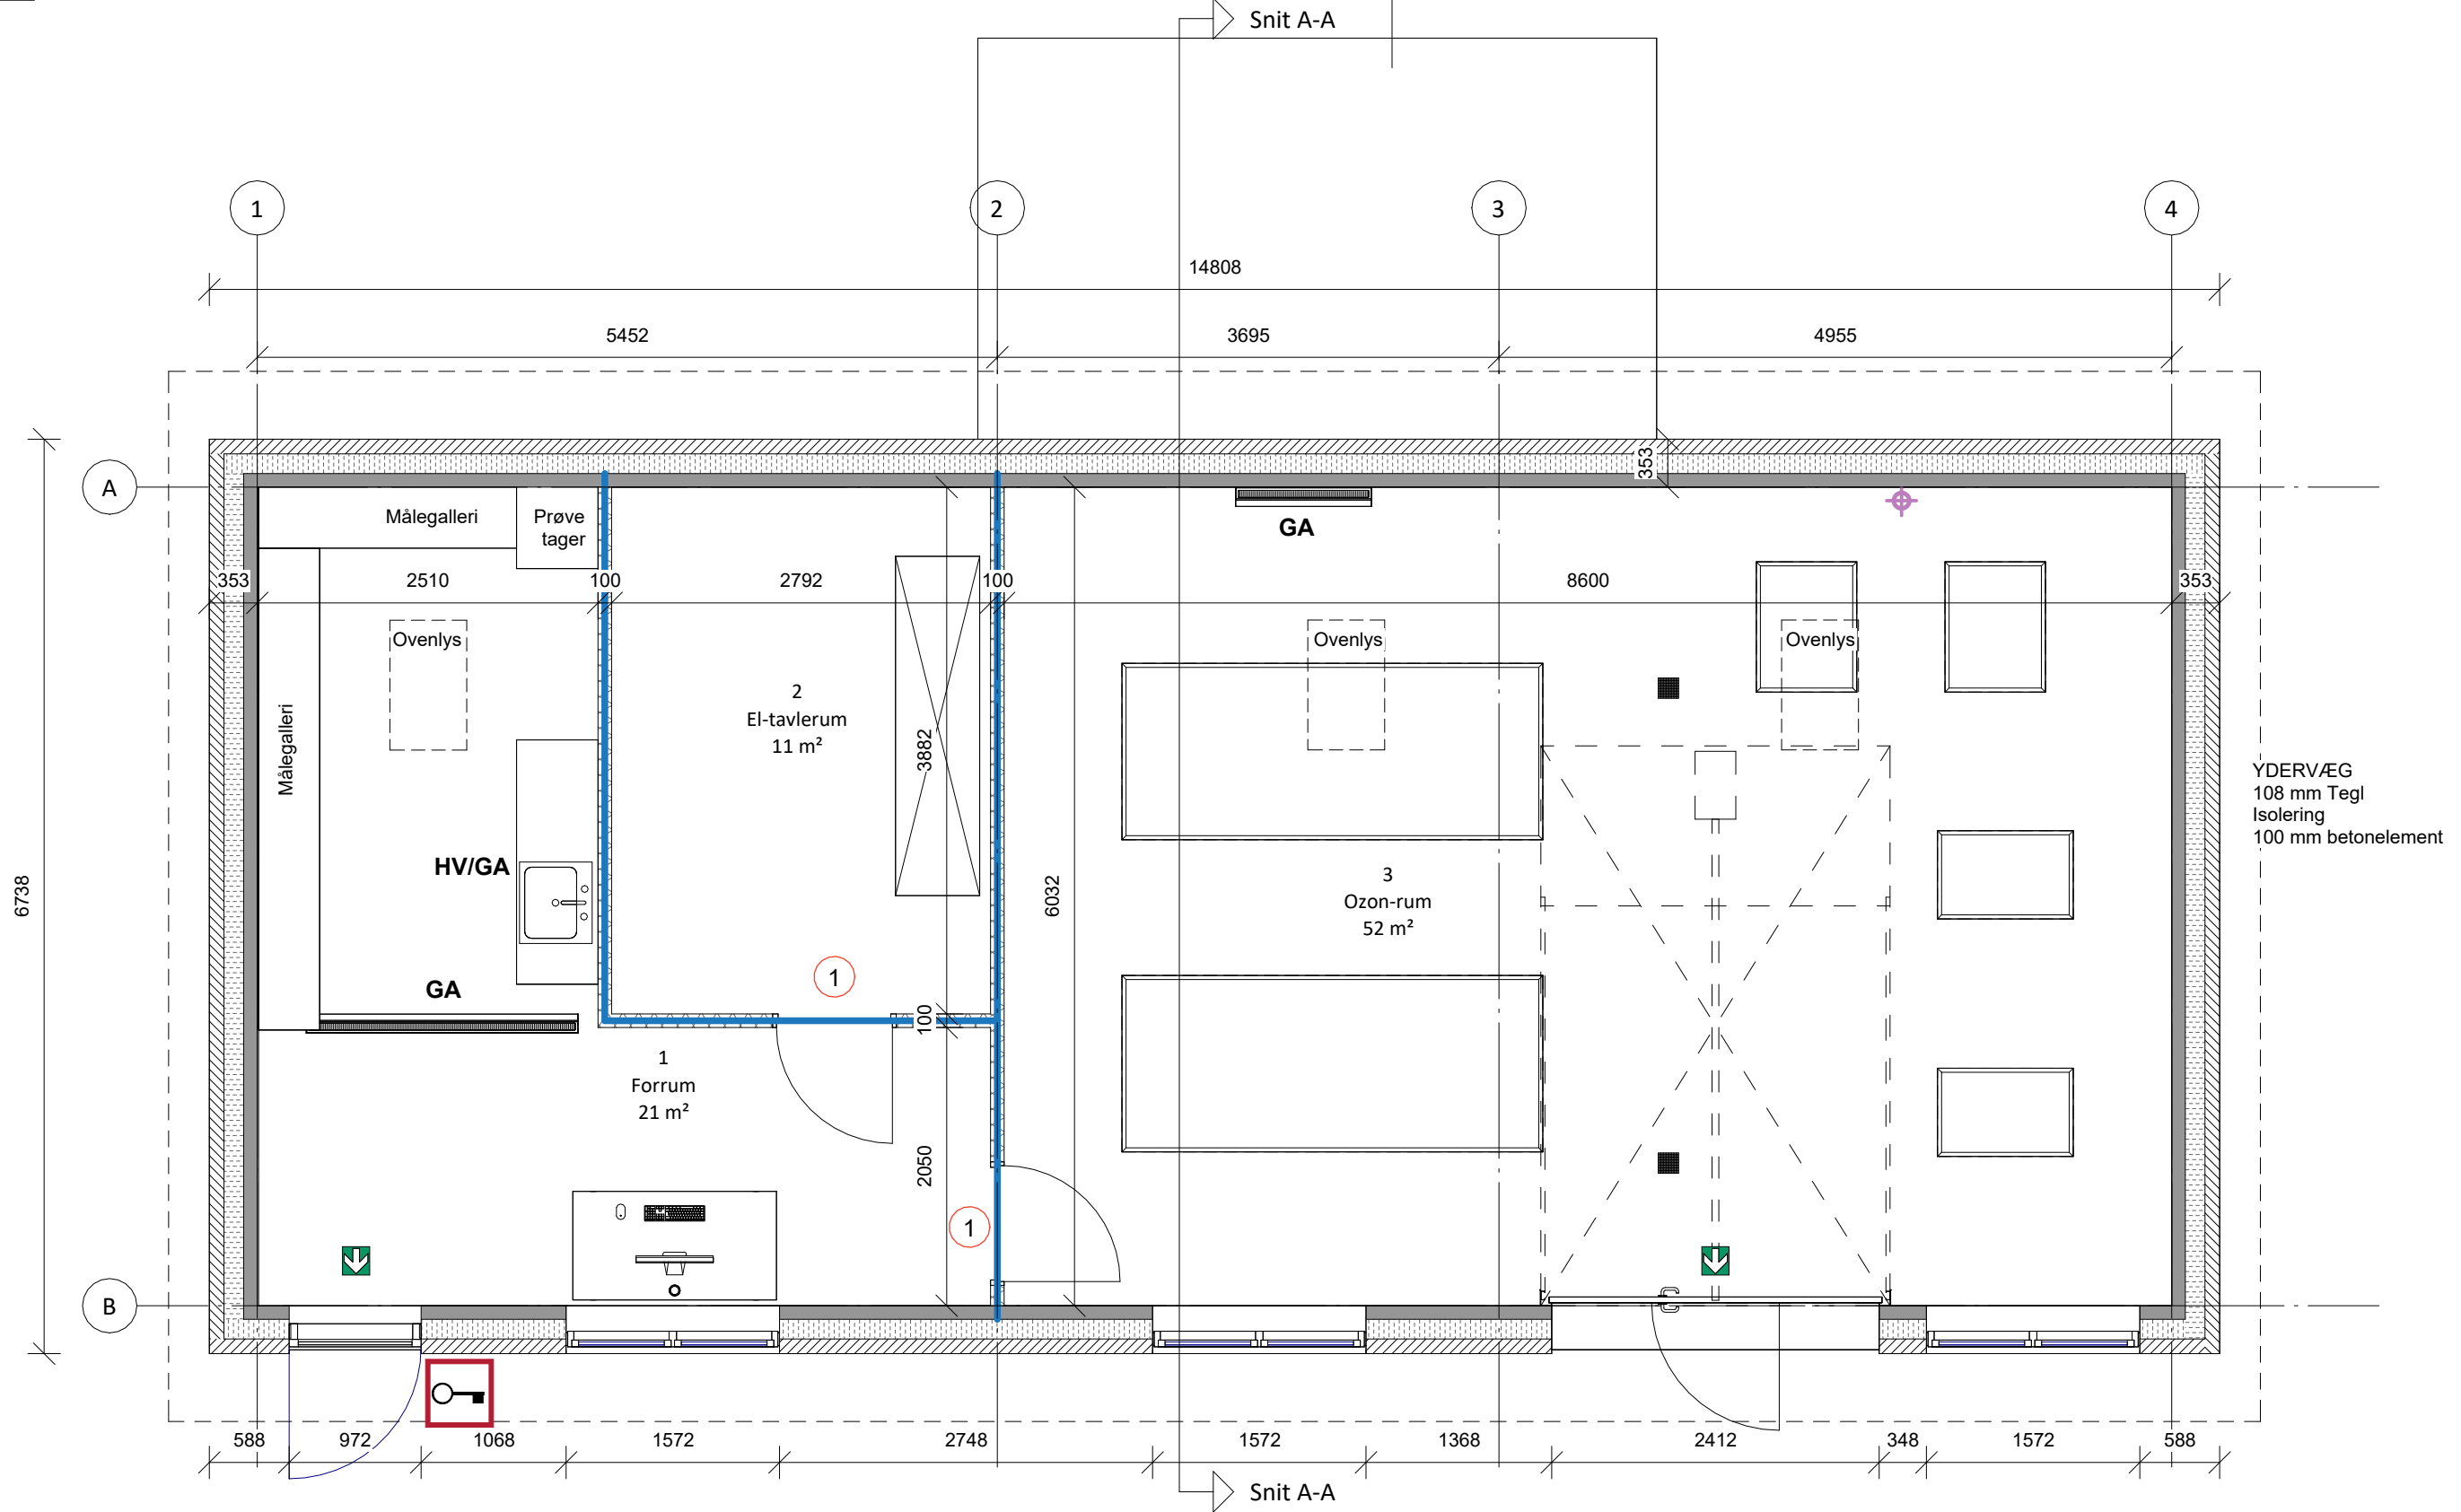 Snit A-A
1
2
3
4
14808
5452
3695
4955
353
A
Målegalleri
Prøve
tager
GA
353
2510
100
2792
100
8600
353
Ovenlys
Ovenlys
Ovenlys
2
El-tavlerum
11 m²
Målegalleri
3882
YDERVÆG
108 mm Tegl
Isolering
100 mm betonelement
HV/GA
6738
6032
3
Ozon-rum
52 m²
GA
1
100
1
Forrum
21 m²
2050
1
B
588
972
1068
1572
2748
1572
1368
2412
348
1572
588
Snit A-A